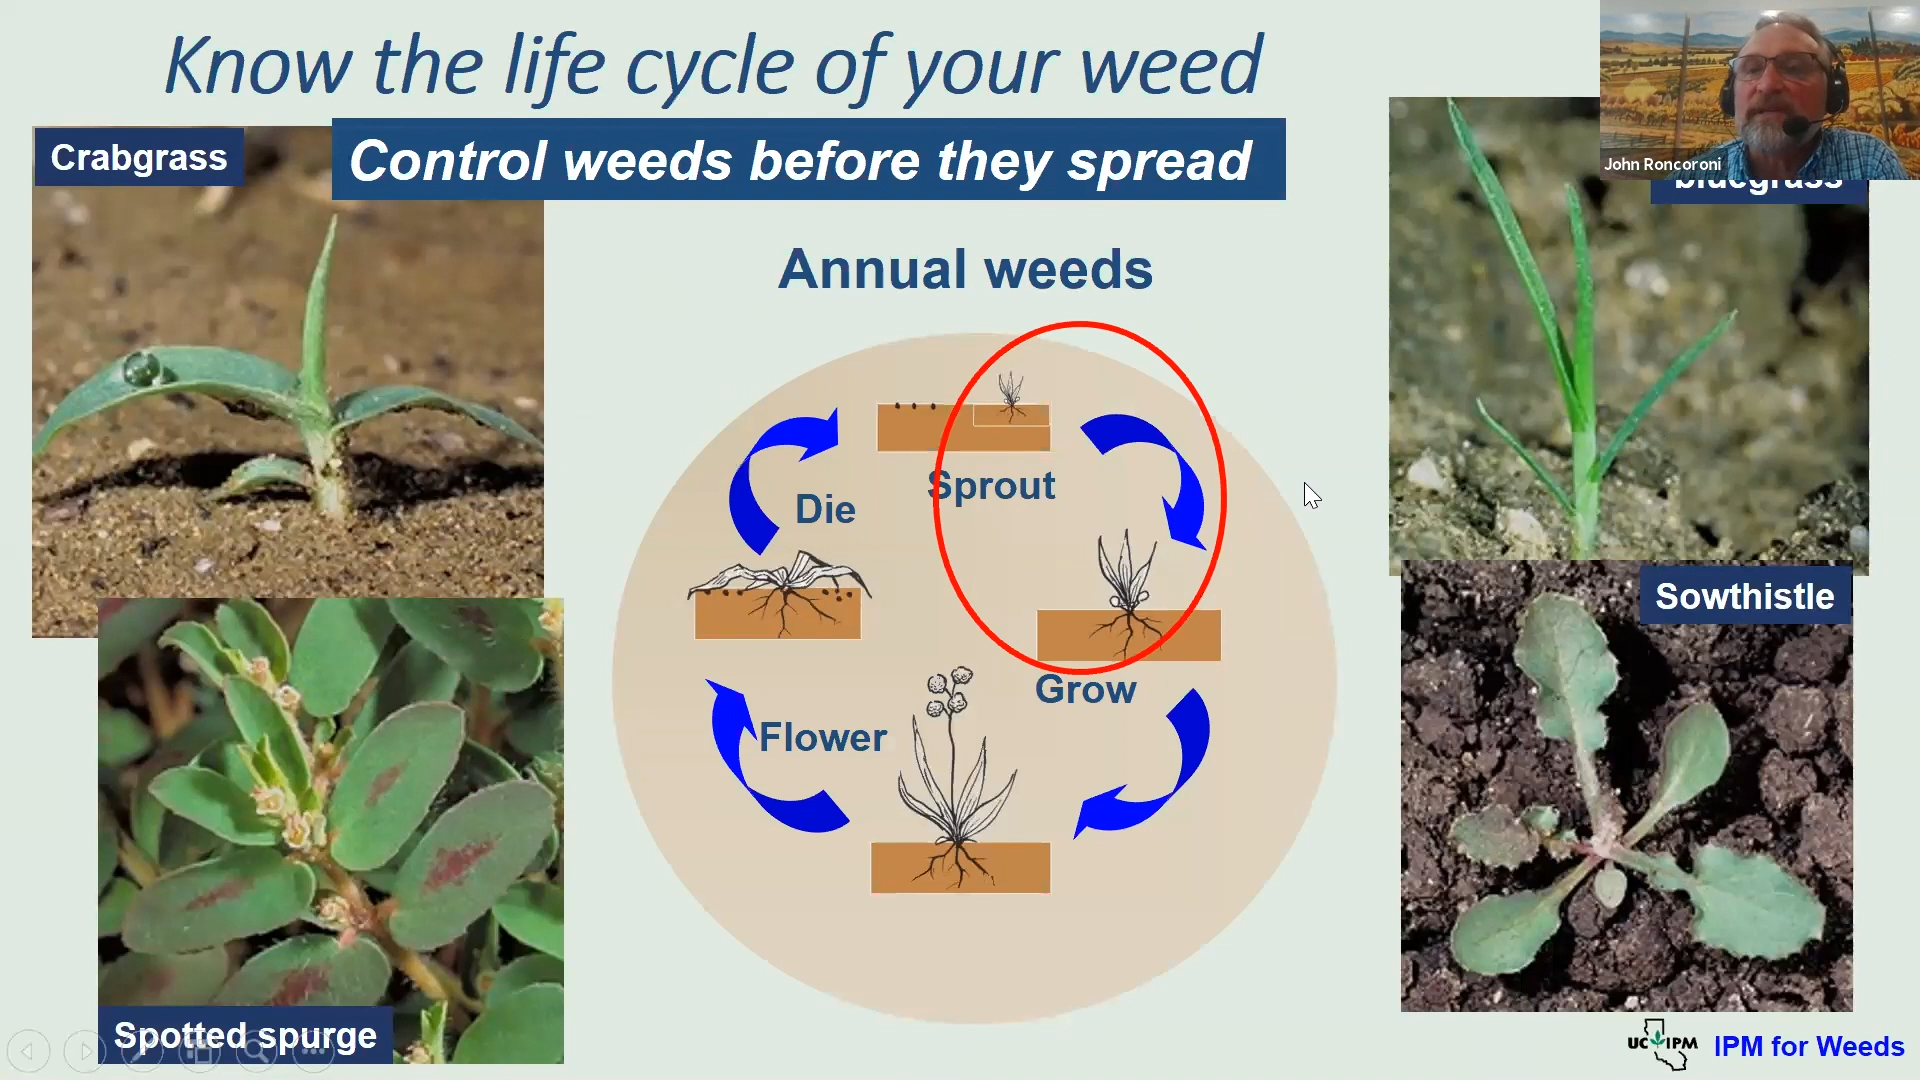 Know the life cycle of your weed
Control weeds before they spread
Crabgrass
John Roncoroni
bluegrass
Annual weeds
Sprout
Die
Sowthistle
Grow
Flower
Spotted spurge
UC IPM
IPM for Weeds